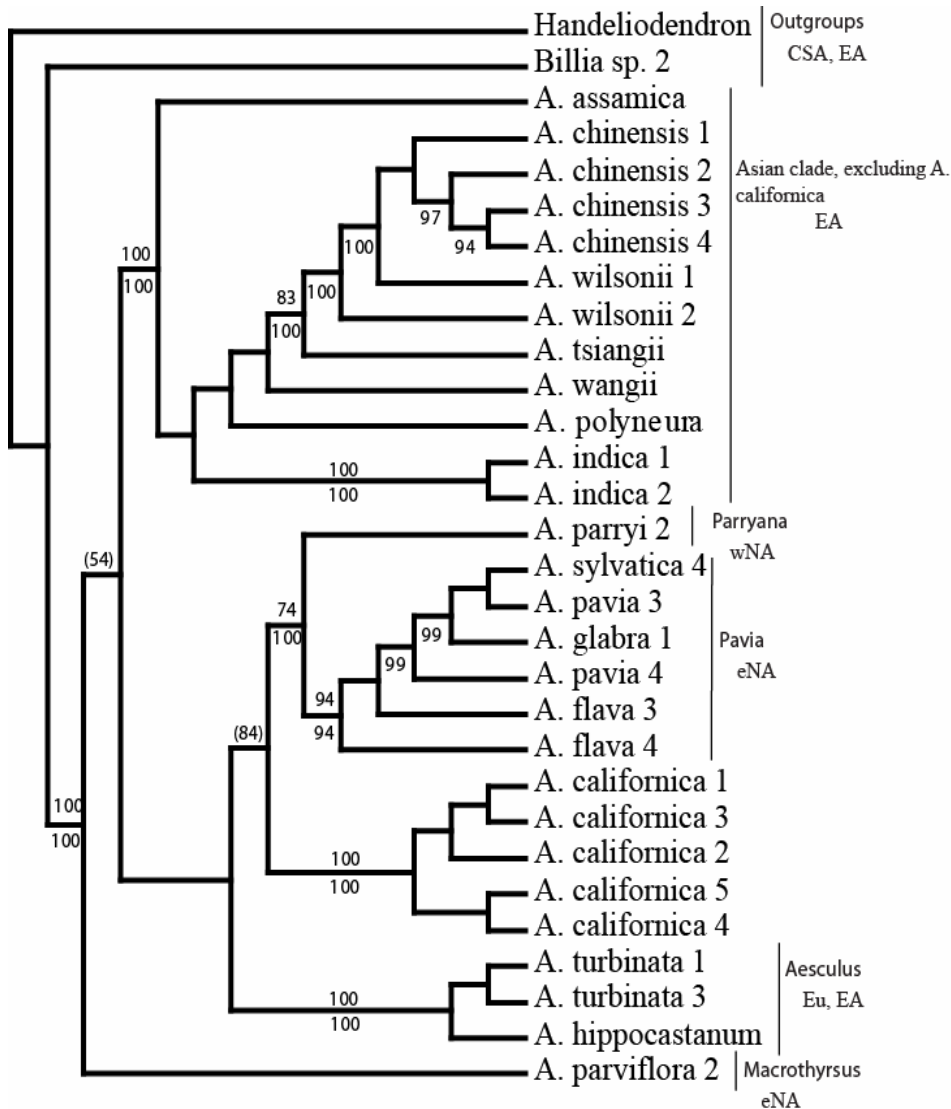 Handeliodendron
Outgroups
CSA, EA
Billia sp. 2
A. assamica
A. chinensis 1
A. chinensis 2
Asian clade, excluding A.
californica
EA
97
A. chinensis 3
94
A. chinensis 4
100
100
100
A. wilsonii 1
100
83
100
A. wilsonii 2
A. tsiangii
A. wangii
A. polyneura
100
100
A. indica 1
A. indica 2
A. parryi 2
Parryana
wNA
(54)
A. sylvatica 4
74
100
A. pavia 3
99
A. glabra 1
Pavia
eNA
99
A. pavia 4
94
94
A. flava 3
(84)
A. flava 4
A. californica 1
100
100
A. californica 3
A. californica 2
100
100
A. californica 5
A. californica 4
A. turbinata 1
Aesculus
Eu, EA
100
100
A. turbinata 3
A. hippocastanum
A. parviflora 2
Macrothyrsus
eNA